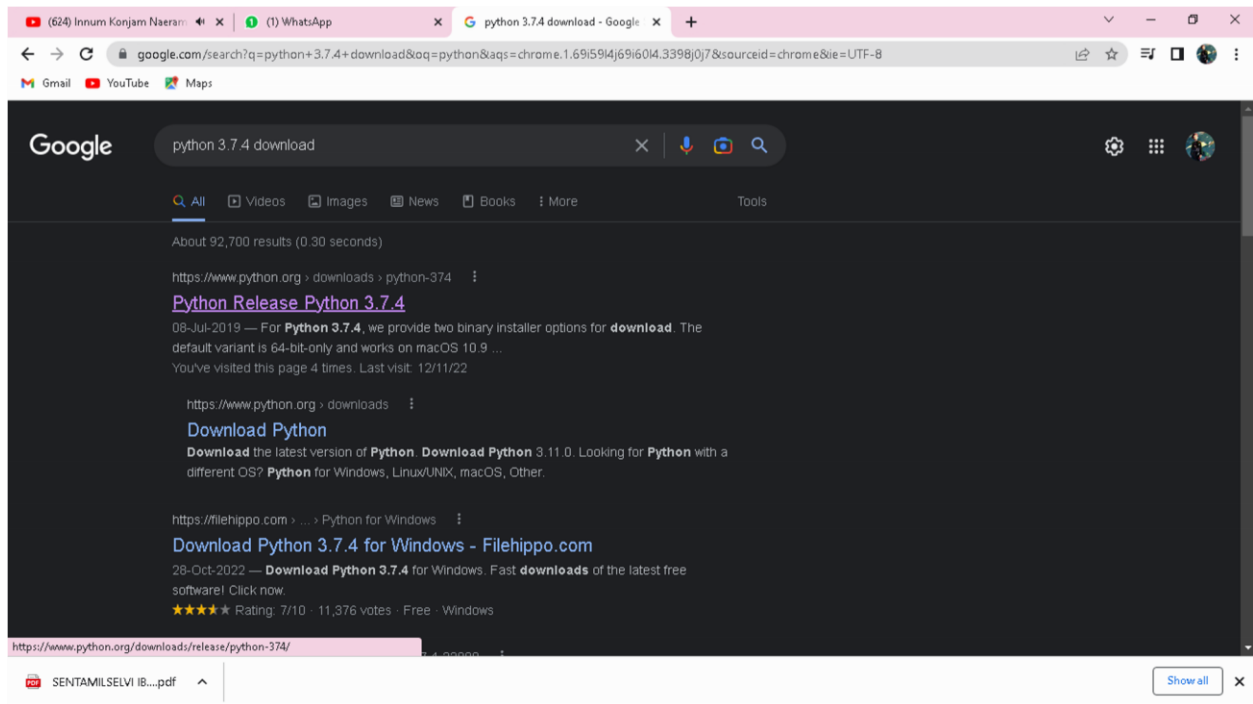 (624) Innum Konjam Naeram
(1) WhatsApp
python 3.7.4 download - Google
google.com/search?q=python+3.7.4+download&oq=python&aqs=chrome.1.69i59l4j69i60l4.3398j0j7&sourceid=chrome&ie=UTF-8
Gmail YouTube Maps
Google
python 3.7.4 download
All Videos Images News Books More Tools
About 92,700 results (0.30 seconds)
https://www.python.org › downloads › python-374
Python Release Python 3.7.4
08-Jul-2019 — For Python 3.7.4, we provide two binary installer options for download. The
default variant is 64-bit-only and works on macOS 10.9 ...
You've visited this page 4 times. Last visit: 12/11/22
https://www.python.org › downloads
Download Python
Download the latest version of Python. Download Python 3.11.0. Looking for Python with a
different OS? Python for Windows, Linux/UNIX, macOS, Other.
https://filehippo.com › ... › Python for Windows
Download Python 3.7.4 for Windows - Filehippo.com
28-Oct-2022 — Download Python 3.7.4 for Windows. Fast downloads of the latest free
software! Click now.
Rating: 7/10 · 11,376 votes · Free · Windows
https://www.python.org/downloads/release/python-374/
PDF SENTAMILSELVI IB....pdf
Show all